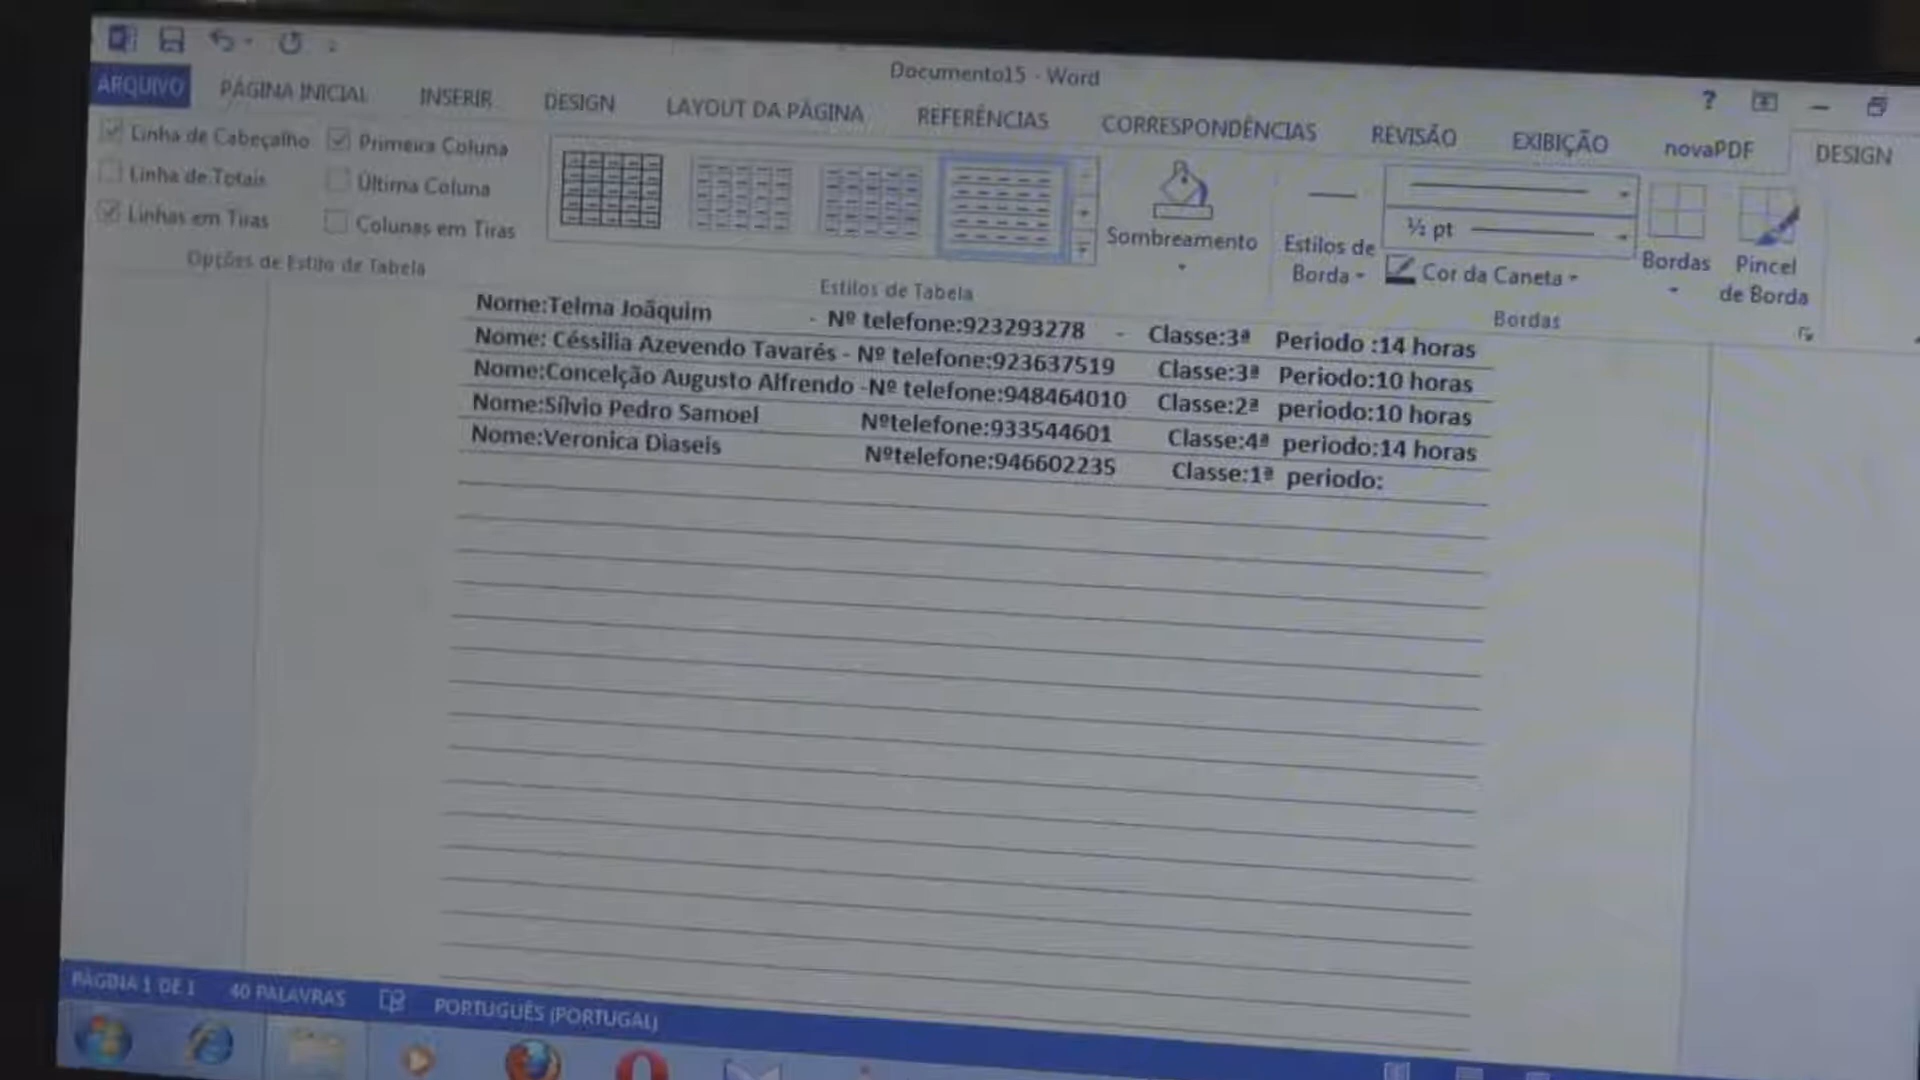 Documento15 - Word
?
ARQUIVO PÁGINA INICIAL INSERIR DESIGN LAYOUT DA PÁGINA REFERÊNCIAS CORRESPONDÊNCIAS REVISÃO EXIBIÇÃO novaPDF DESIGN
Linha de Cabeçalho Primeira Coluna
Linha de Totais Última Coluna
Linhas em Tiras Colunas em Tiras
Opções de Estilo de Tabela
Estilos de Tabela
Sombreamento
Estilos de Borda
½ pt
Cor da Caneta
Bordas
Pincel de Borda
Bordas
Nome:Telma Joãquim - Nº telefone:923293278 - Classe:3ª Periodo :14 horas
Nome: Céssilia Azevendo Tavarés - Nº telefone:923637519 Classe:3ª Periodo:10 horas
Nome:Concelção Augusto Alfrendo -Nº telefone:948464010 Classe:2ª periodo:10 horas
Nome:Sílvio Pedro Samoel Nºtelefone:933544601 Classe:4ª periodo:14 horas
Nome:Veronica Diaseis Nºtelefone:946602235 Classe:1ª periodo:
PÁGINA 1 DE 1 40 PALAVRAS PORTUGUÊS (PORTUGAL)